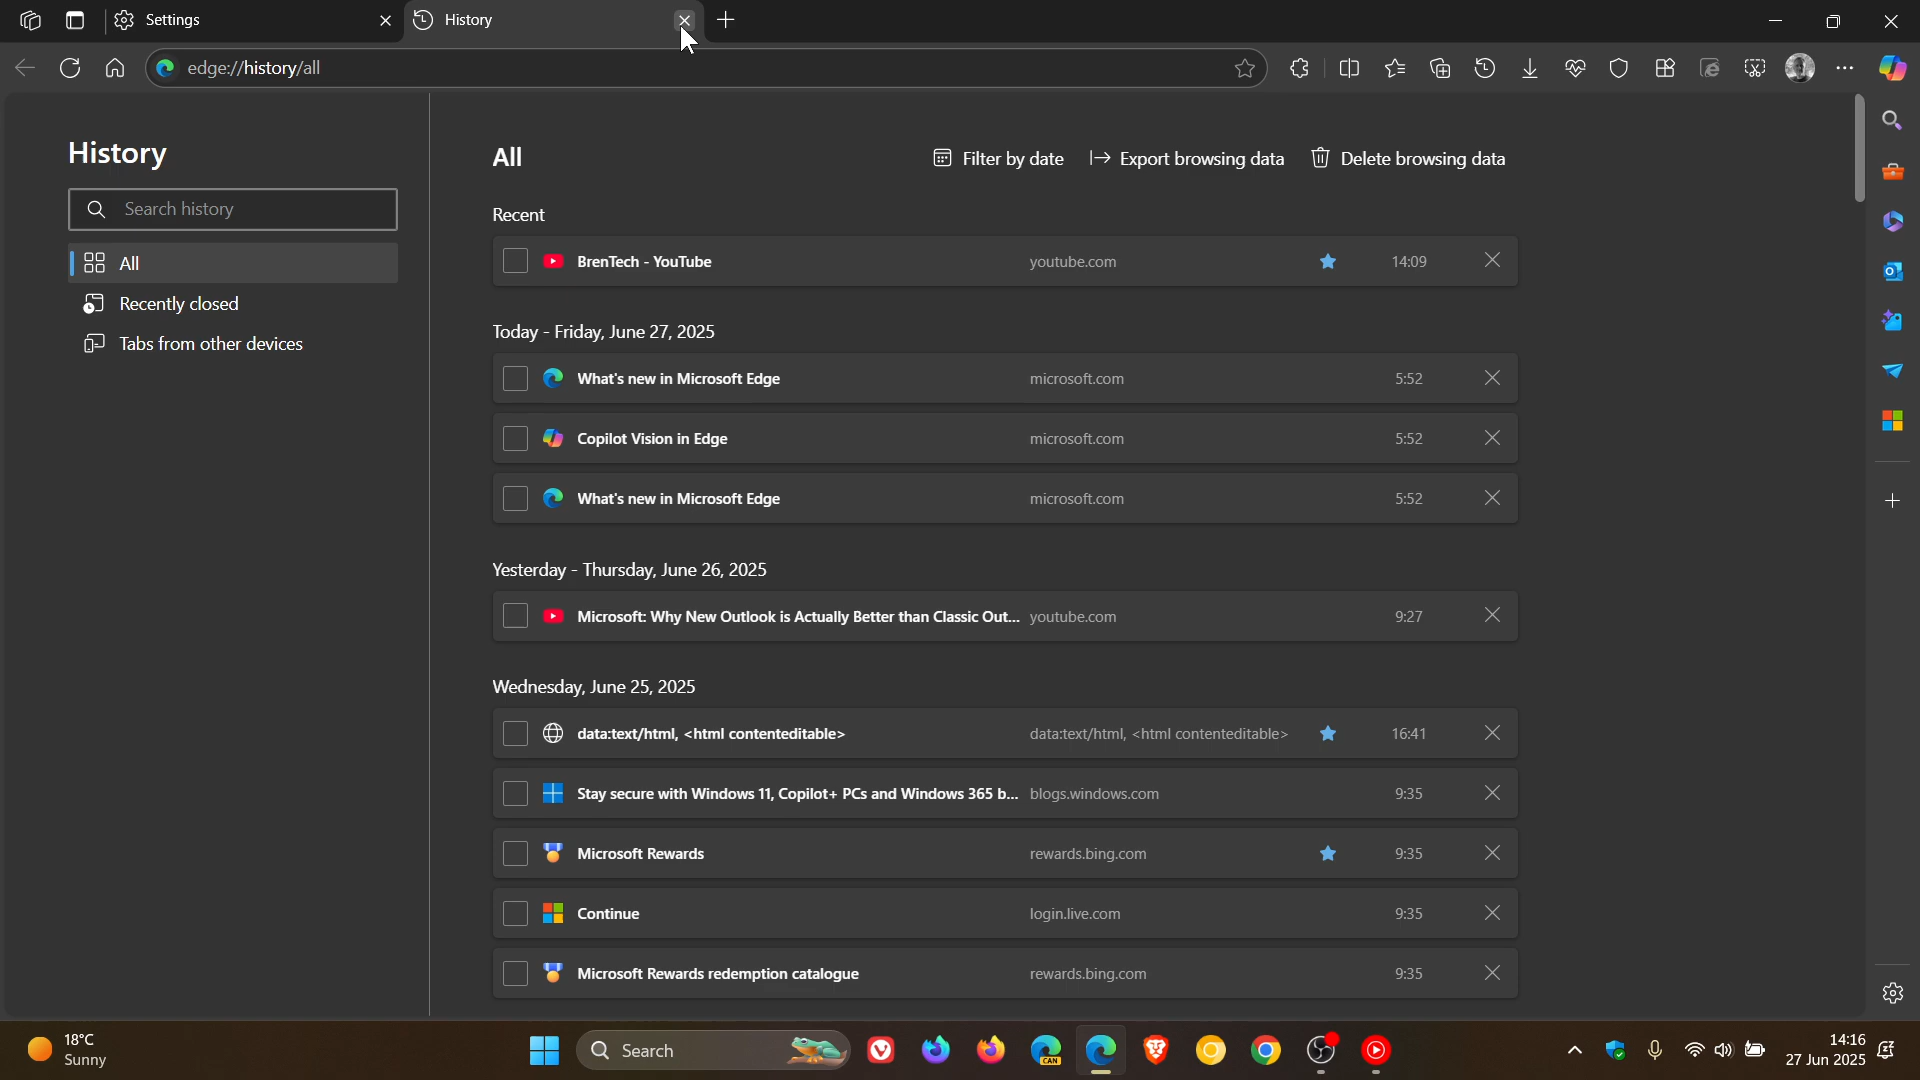 Settings
History
edge://history/all
History
Search history
All
Recently closed
Tabs from other devices
All
Filter by date
Export browsing data
Delete browsing data
Recent
BrenTech - YouTube youtube.com 14:09
Today - Friday, June 27, 2025
What's new in Microsoft Edge microsoft.com 5:52
Copilot Vision in Edge microsoft.com 5:52
What's new in Microsoft Edge microsoft.com 5:52
Yesterday - Thursday, June 26, 2025
Microsoft: Why New Outlook is Actually Better than Classic Out... youtube.com 9:27
Wednesday, June 25, 2025
data:text/html, <html contenteditable> data:text/html, <html contenteditable> 16:41
Stay secure with Windows 11, Copilot+ PCs and Windows 365 b... blogs.windows.com 9:35
Microsoft Rewards rewards.bing.com 9:35
Continue login.live.com 9:35
Microsoft Rewards redemption catalogue rewards.bing.com 9:35
18°C
Sunny
Search
CAN
14:16
27 Jun 2025